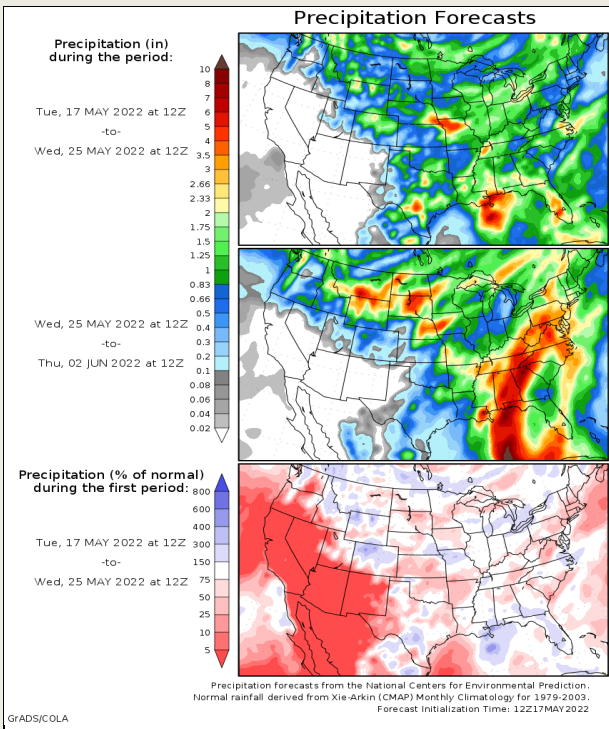 Precipitation Forecasts
Precipitation (in)
during the period:
Tue, 17 MAY 2022 at 12Z
-to-
Wed, 25 MAY 2022 at 12Z
10
8
7
6
5
4
3.5
3
2.66
2.33
2
1.75
1.5
1.25
1
0.83
0.66
0.5
0.4
0.3
0.2
0.1
0.08
0.06
0.04
0.02
Wed, 25 MAY 2022 at 12Z
-to-
Thu, 02 JUN 2022 at 12Z
Precipitation (% of normal)
during the first period:
Tue, 17 MAY 2022 at 12Z
-to-
Wed, 25 MAY 2022 at 12Z
800
600
400
300
150
75
50
25
10
5
Precipitation forecasts from the National Centers for Environmental Prediction.
Normal rainfall derived from Xie-Arkin (CMAP) Monthly Climatology for 1979-2003.
Forecast Initialization Time: 12Z17MAY2022
GrADS/COLA